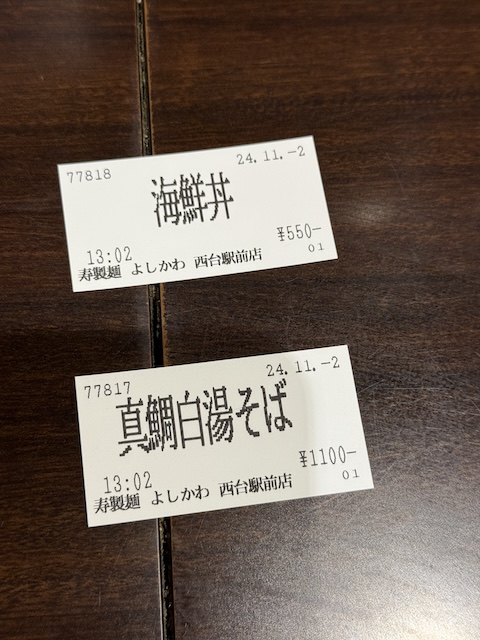 77818 24.11.-2
海鮮丼
13:02 ¥550-
01
寿製麺 よしかわ 西台駅前店
77817 24.11.-2
真鯛白湯そば
13:02 ¥1100-
01
寿製麺 よしかわ 西台駅前店